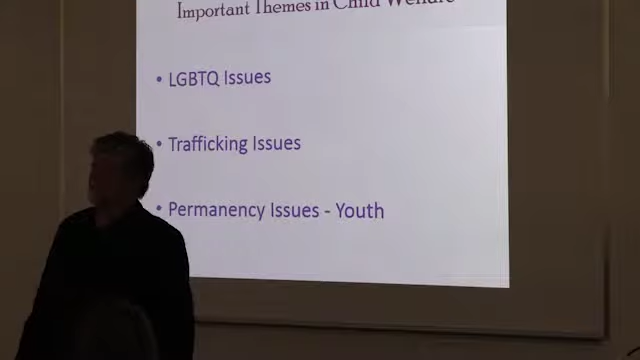 Important Themes in Child Welfare
• LGBTQ Issues
• Trafficking Issues
• Permanency Issues - Youth